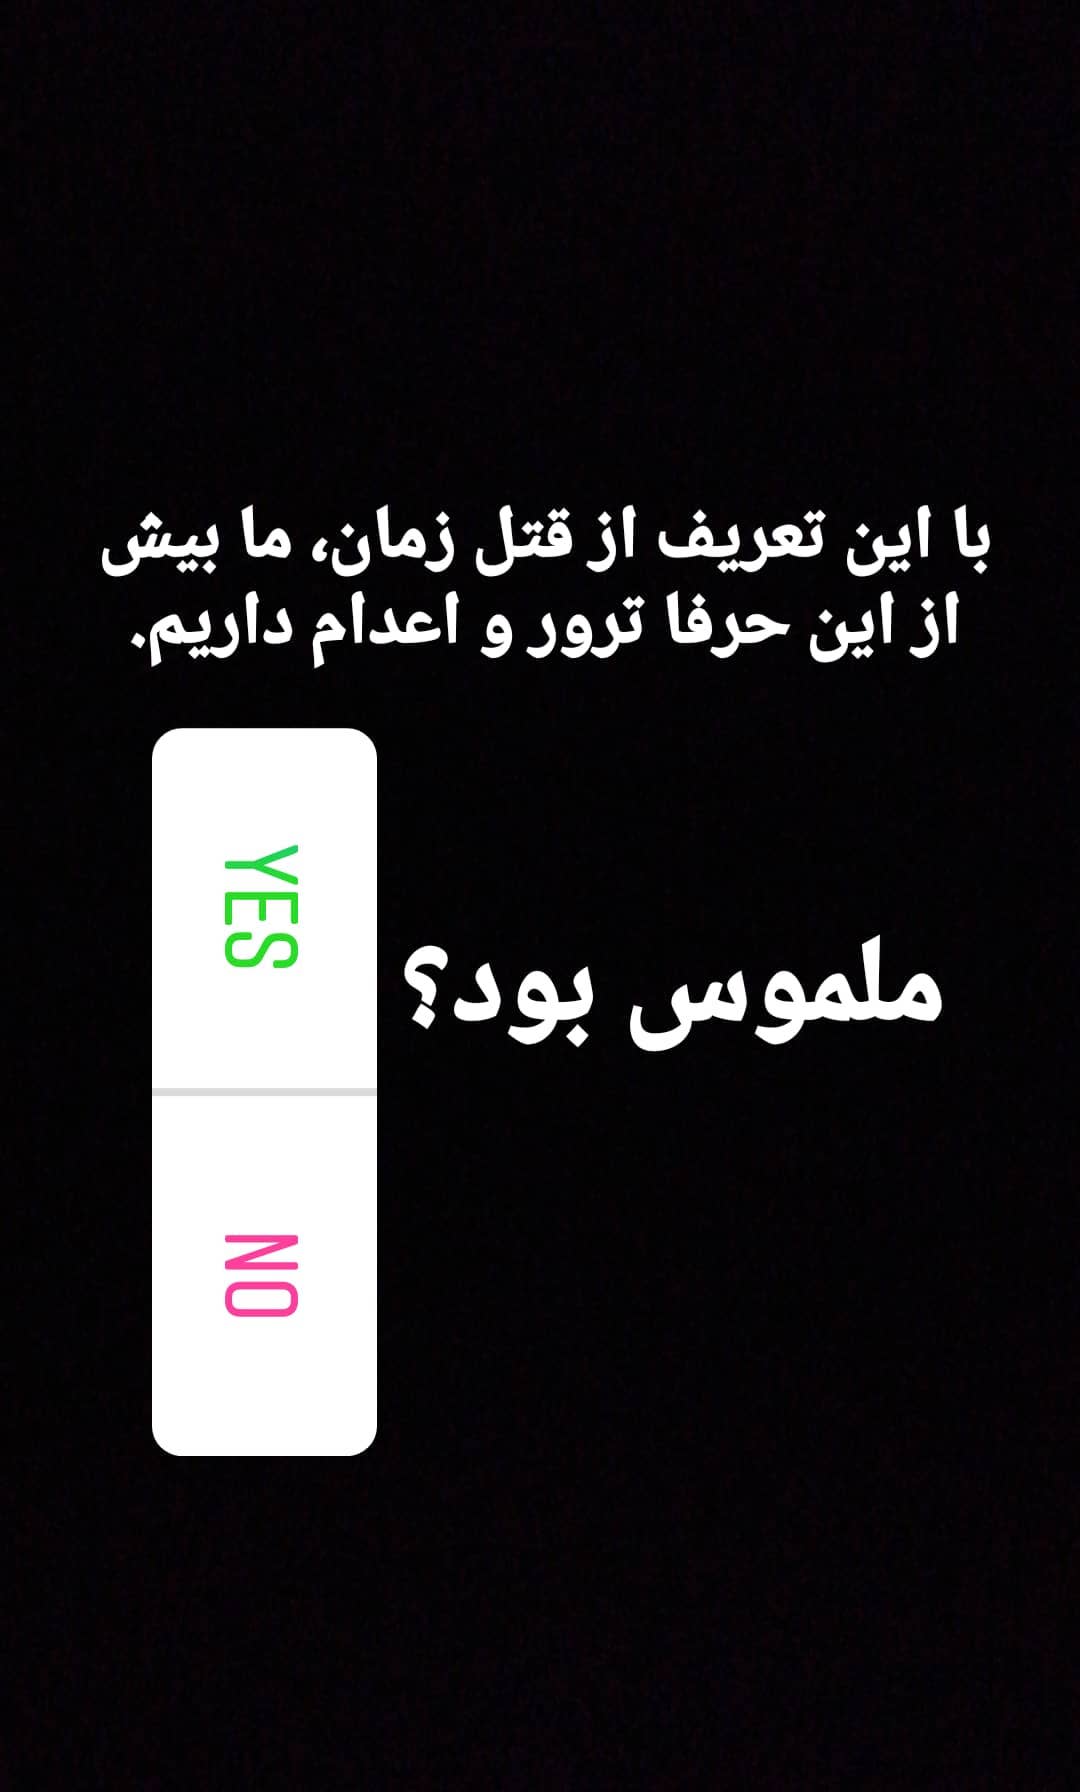 با این تعریف از قتل زمان، ما بیش
از این حرفا ترور و اعدام داریم.
ملموس بود؟
YES
NO